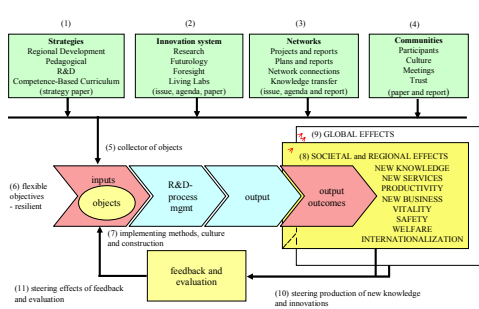 (1)
(2)
(3)
(4)
Strategies
Regional Development
Pedagogical
R&D
Competence-Based Curriculum
(strategy paper)
Innovation system
Research
Futurology
Foresight
Living Labs
(issue, agenda, paper)
Networks
Projects and reports
Plans and reports
Network connections
Knowledge transfer
(issue, agenda and report)
Communities
Participants
Culture
Meetings
Trust
(paper and report)
(5) collector of objects
(9) GLOBAL EFFECTS
(8) SOCIETAL and REGIONAL EFFECTS
NEW KNOWLEDGE
NEW SERVICES
PRODUCTIVITY
NEW BUSINESS
VITALITY
SAFETY
WELFARE
INTERNATIONALIZATION
(6) flexible
objectives
- resilient
inputs
objects
R&D-
process
mgmt
output
output
outcomes
(7) implementing methods, culture
and construction
feedback and
evaluation
(11) steering effects of feedback
and evaluation
(10) steering production of new knowledge
and innovations